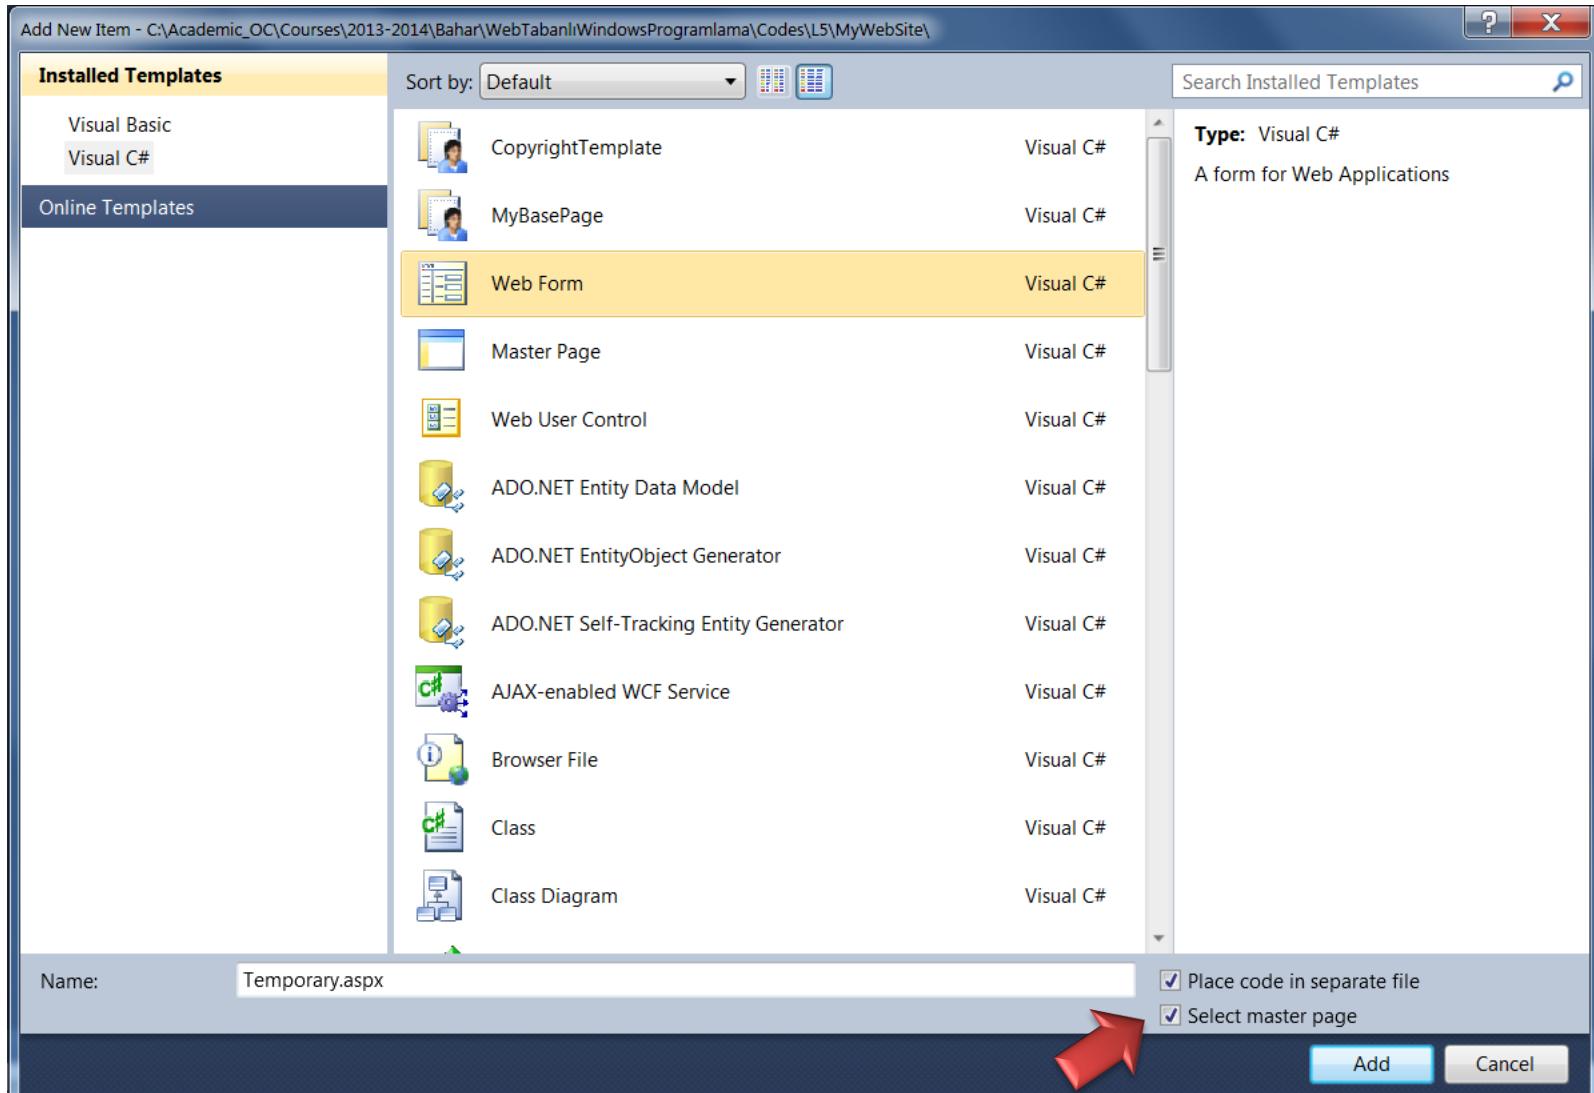 Add New Item - C:\Academic_OC\Courses\2013-2014\Bahar\WebTabanlıWindowsProgramlama\Codes\L5\MyWebSite\
Installed Templates
Sort by: Default
Search Installed Templates
Visual Basic
Visual C#
Online Templates
CopyrightTemplate Visual C#
MyBasePage Visual C#
Web Form Visual C#
Master Page Visual C#
Web User Control Visual C#
ADO.NET Entity Data Model Visual C#
ADO.NET EntityObject Generator Visual C#
ADO.NET Self-Tracking Entity Generator Visual C#
AJAX-enabled WCF Service Visual C#
Browser File Visual C#
Class Visual C#
Class Diagram Visual C#
Type: Visual C#
A form for Web Applications
Name: Temporary.aspx
Place code in separate file
Select master page
Add Cancel